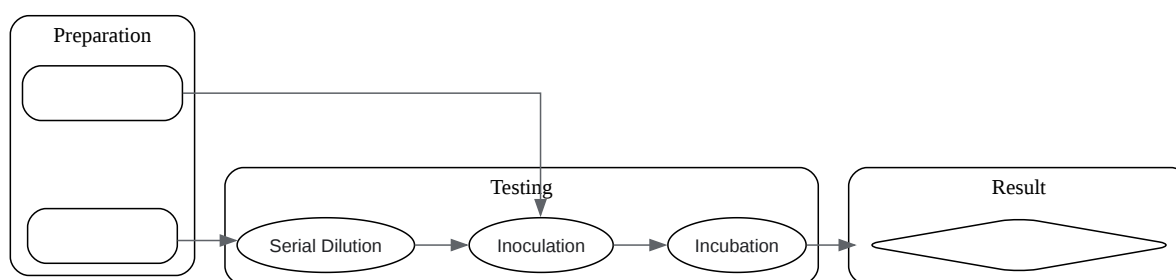 Preparation
Testing
Result
Serial Dilution
Inoculation
Incubation